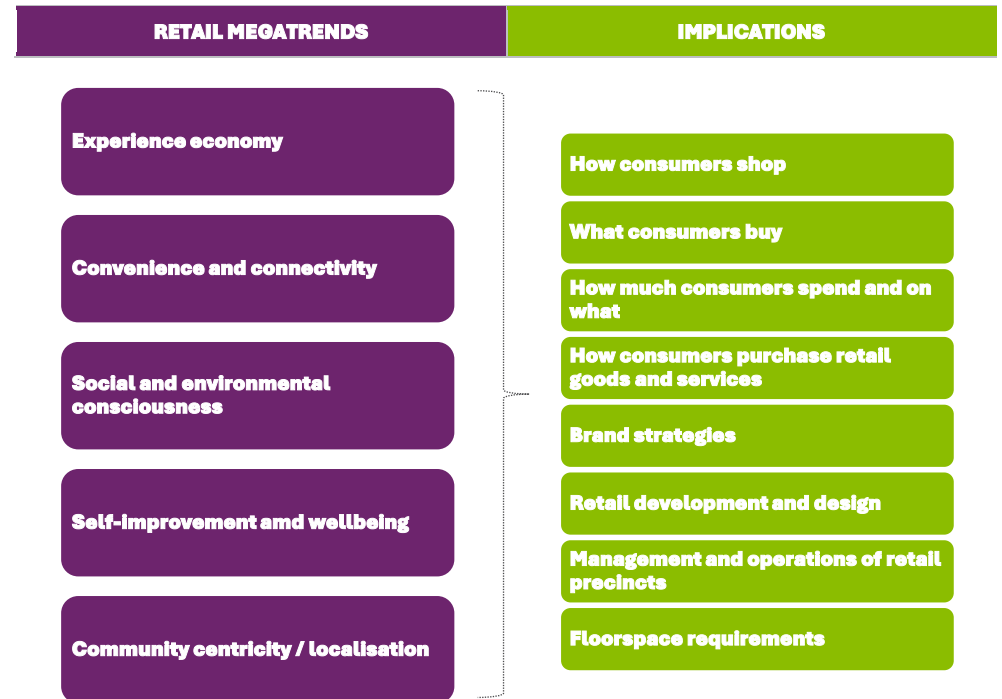 RETAIL MEGATRENDS
IMPLICATIONS
Experience economy
Convenience and connectivity
Social and environmental
consciousness
Self-improvement amd wellbeing
Community centricity / localisation
How consumers shop
What consumers buy
How much consumers spend and on
what
How consumers purchase retail
goods and services
Brand strategies
Retail development and design
Management and operations of retail
precincts
Floorspace requirements